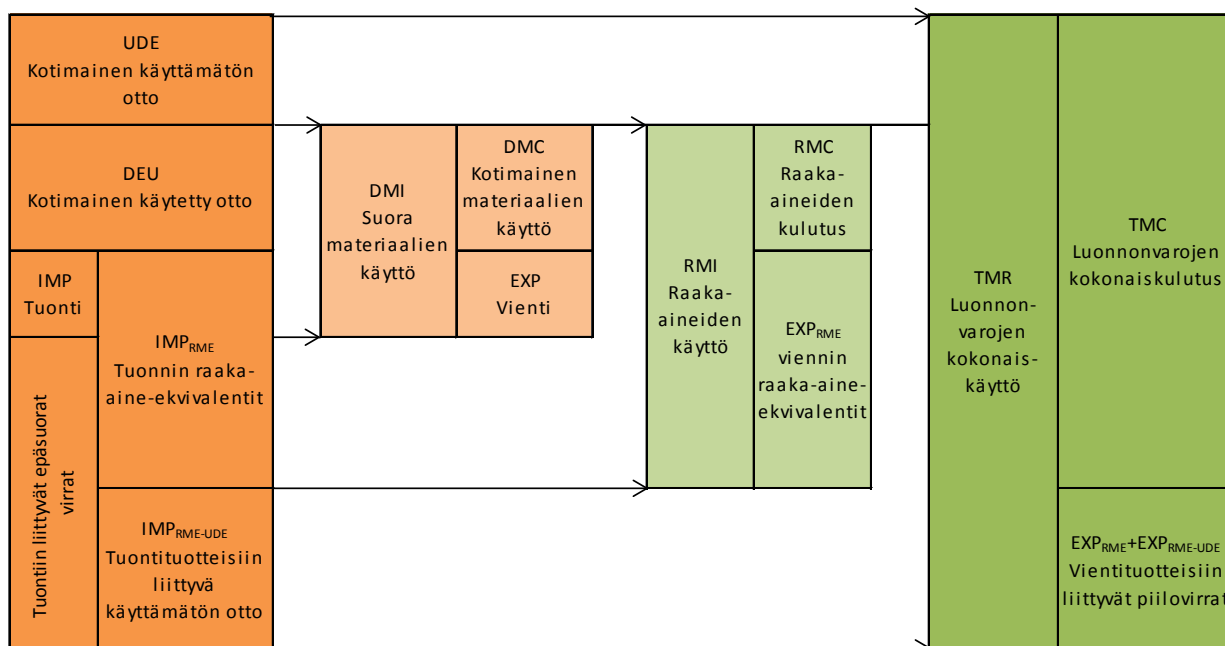 UDE
Kotimainen käyttämätön
otto
DEU
Kotimainen käytetty otto
IMP
Tuonti
IMPRME
Tuonnin raaka-
aine-ekvivalentit
Tuontiin liittyvät epäsuorat
virrat
IMPRME-UDE
Tuontituotteisiin
liittyvä
käyttämätön otto
DMI
Suora
materiaalien
käyttö
DMC
Kotimainen
materiaalien
käyttö
EXP
Vienti
RMI
Raaka-
aineiden
käyttö
RMC
Raaka-
aineiden
kulutus
EXPRME
viennin
raaka-aine-
ekvivalentit
TMR
Luonnon-
varojen
kokonais-
käyttö
TMC
Luonnonvarojen
kokonaiskulutus
EXPRME+EXPRME-UDE
Vientituotteisiin
liittyvät piilovirrat